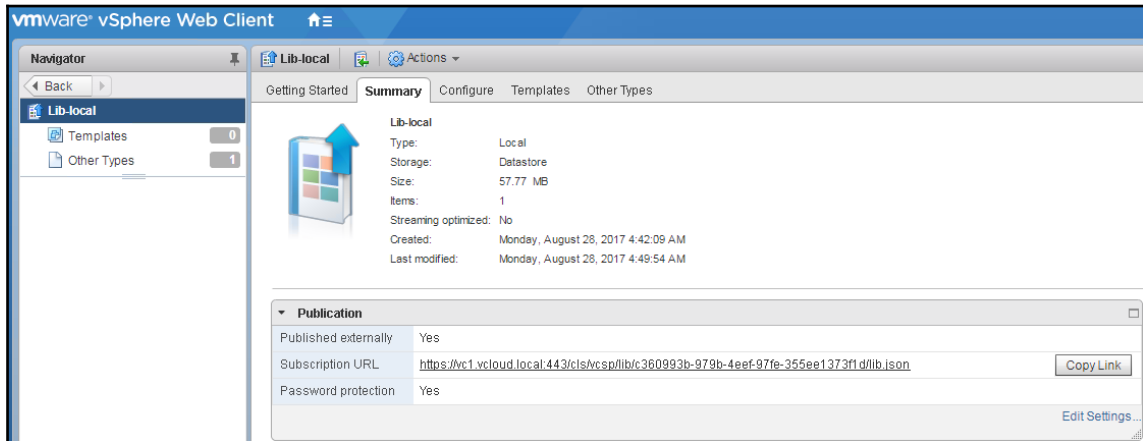 vmware® vSphere Web Client
Navigator
Back
Lib-local
Templates 0
Other Types 1
Lib-local Actions
Getting Started Summary Configure Templates Other Types
Lib-local
Type: Local
Storage: Datastore
Size: 57.77 MB
Items: 1
Streaming optimized: No
Created: Monday, August 28, 2017 4:42:09 AM
Last modified: Monday, August 28, 2017 4:49:54 AM
Publication
Published externally Yes
Subscription URL https://vc1.vcloud.local:443/cls/vcsp/lib/c360993b-979b-4eef-97fe-355ee1373f1d/lib.json Copy Link
Password protection Yes
Edit Settings...